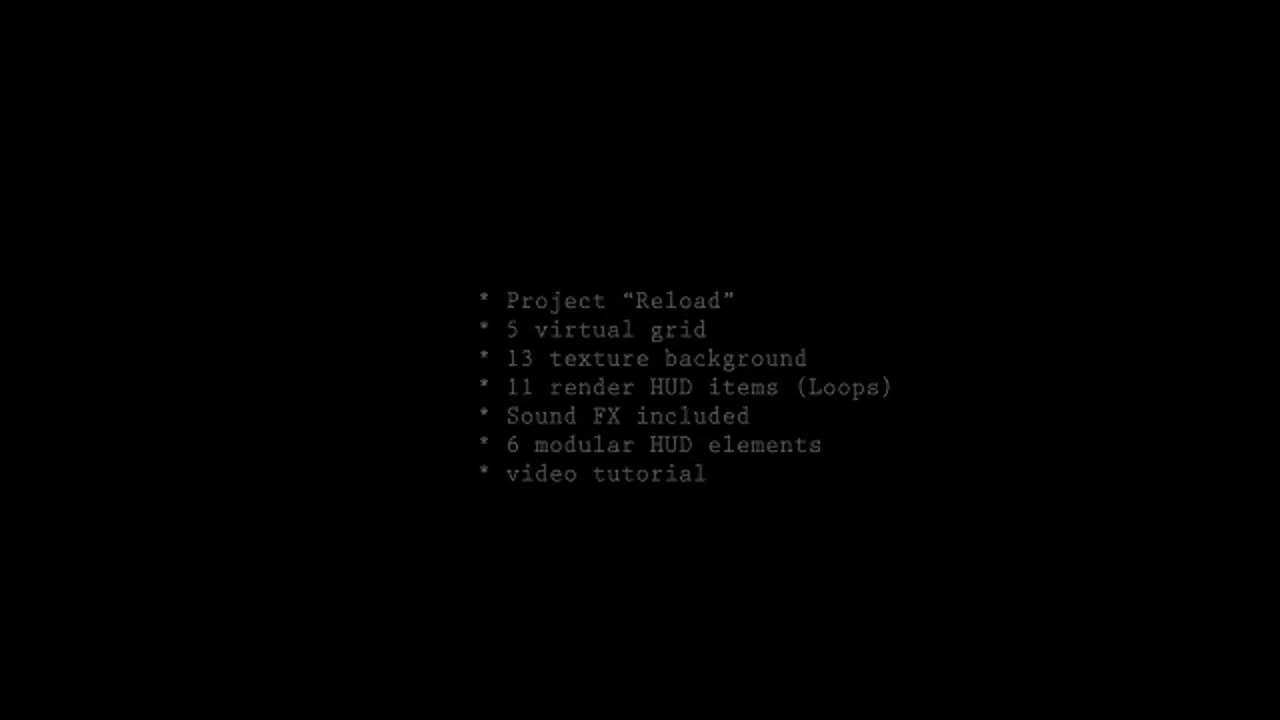 * Project “Reload”
* 5 virtual grid
* 13 texture background
* 11 render HUD items (Loops)
* Sound FX included
* 6 modular HUD elements
* video tutorial